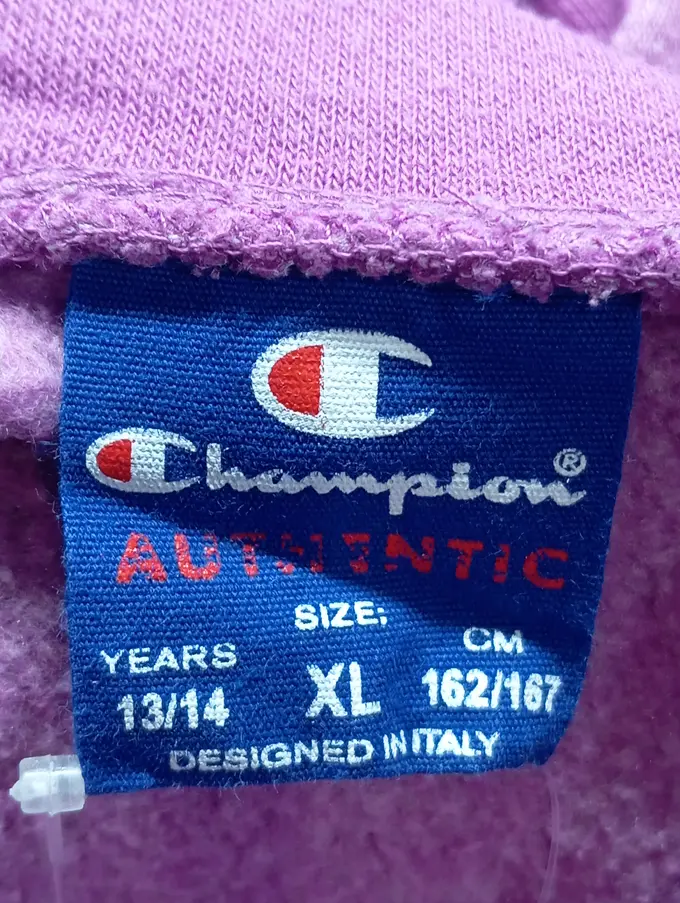 Champion®
AUTHENTIC
SIZE:
YEARS
CM
13/14
XL
162/167
DESIGNED IN ITALY